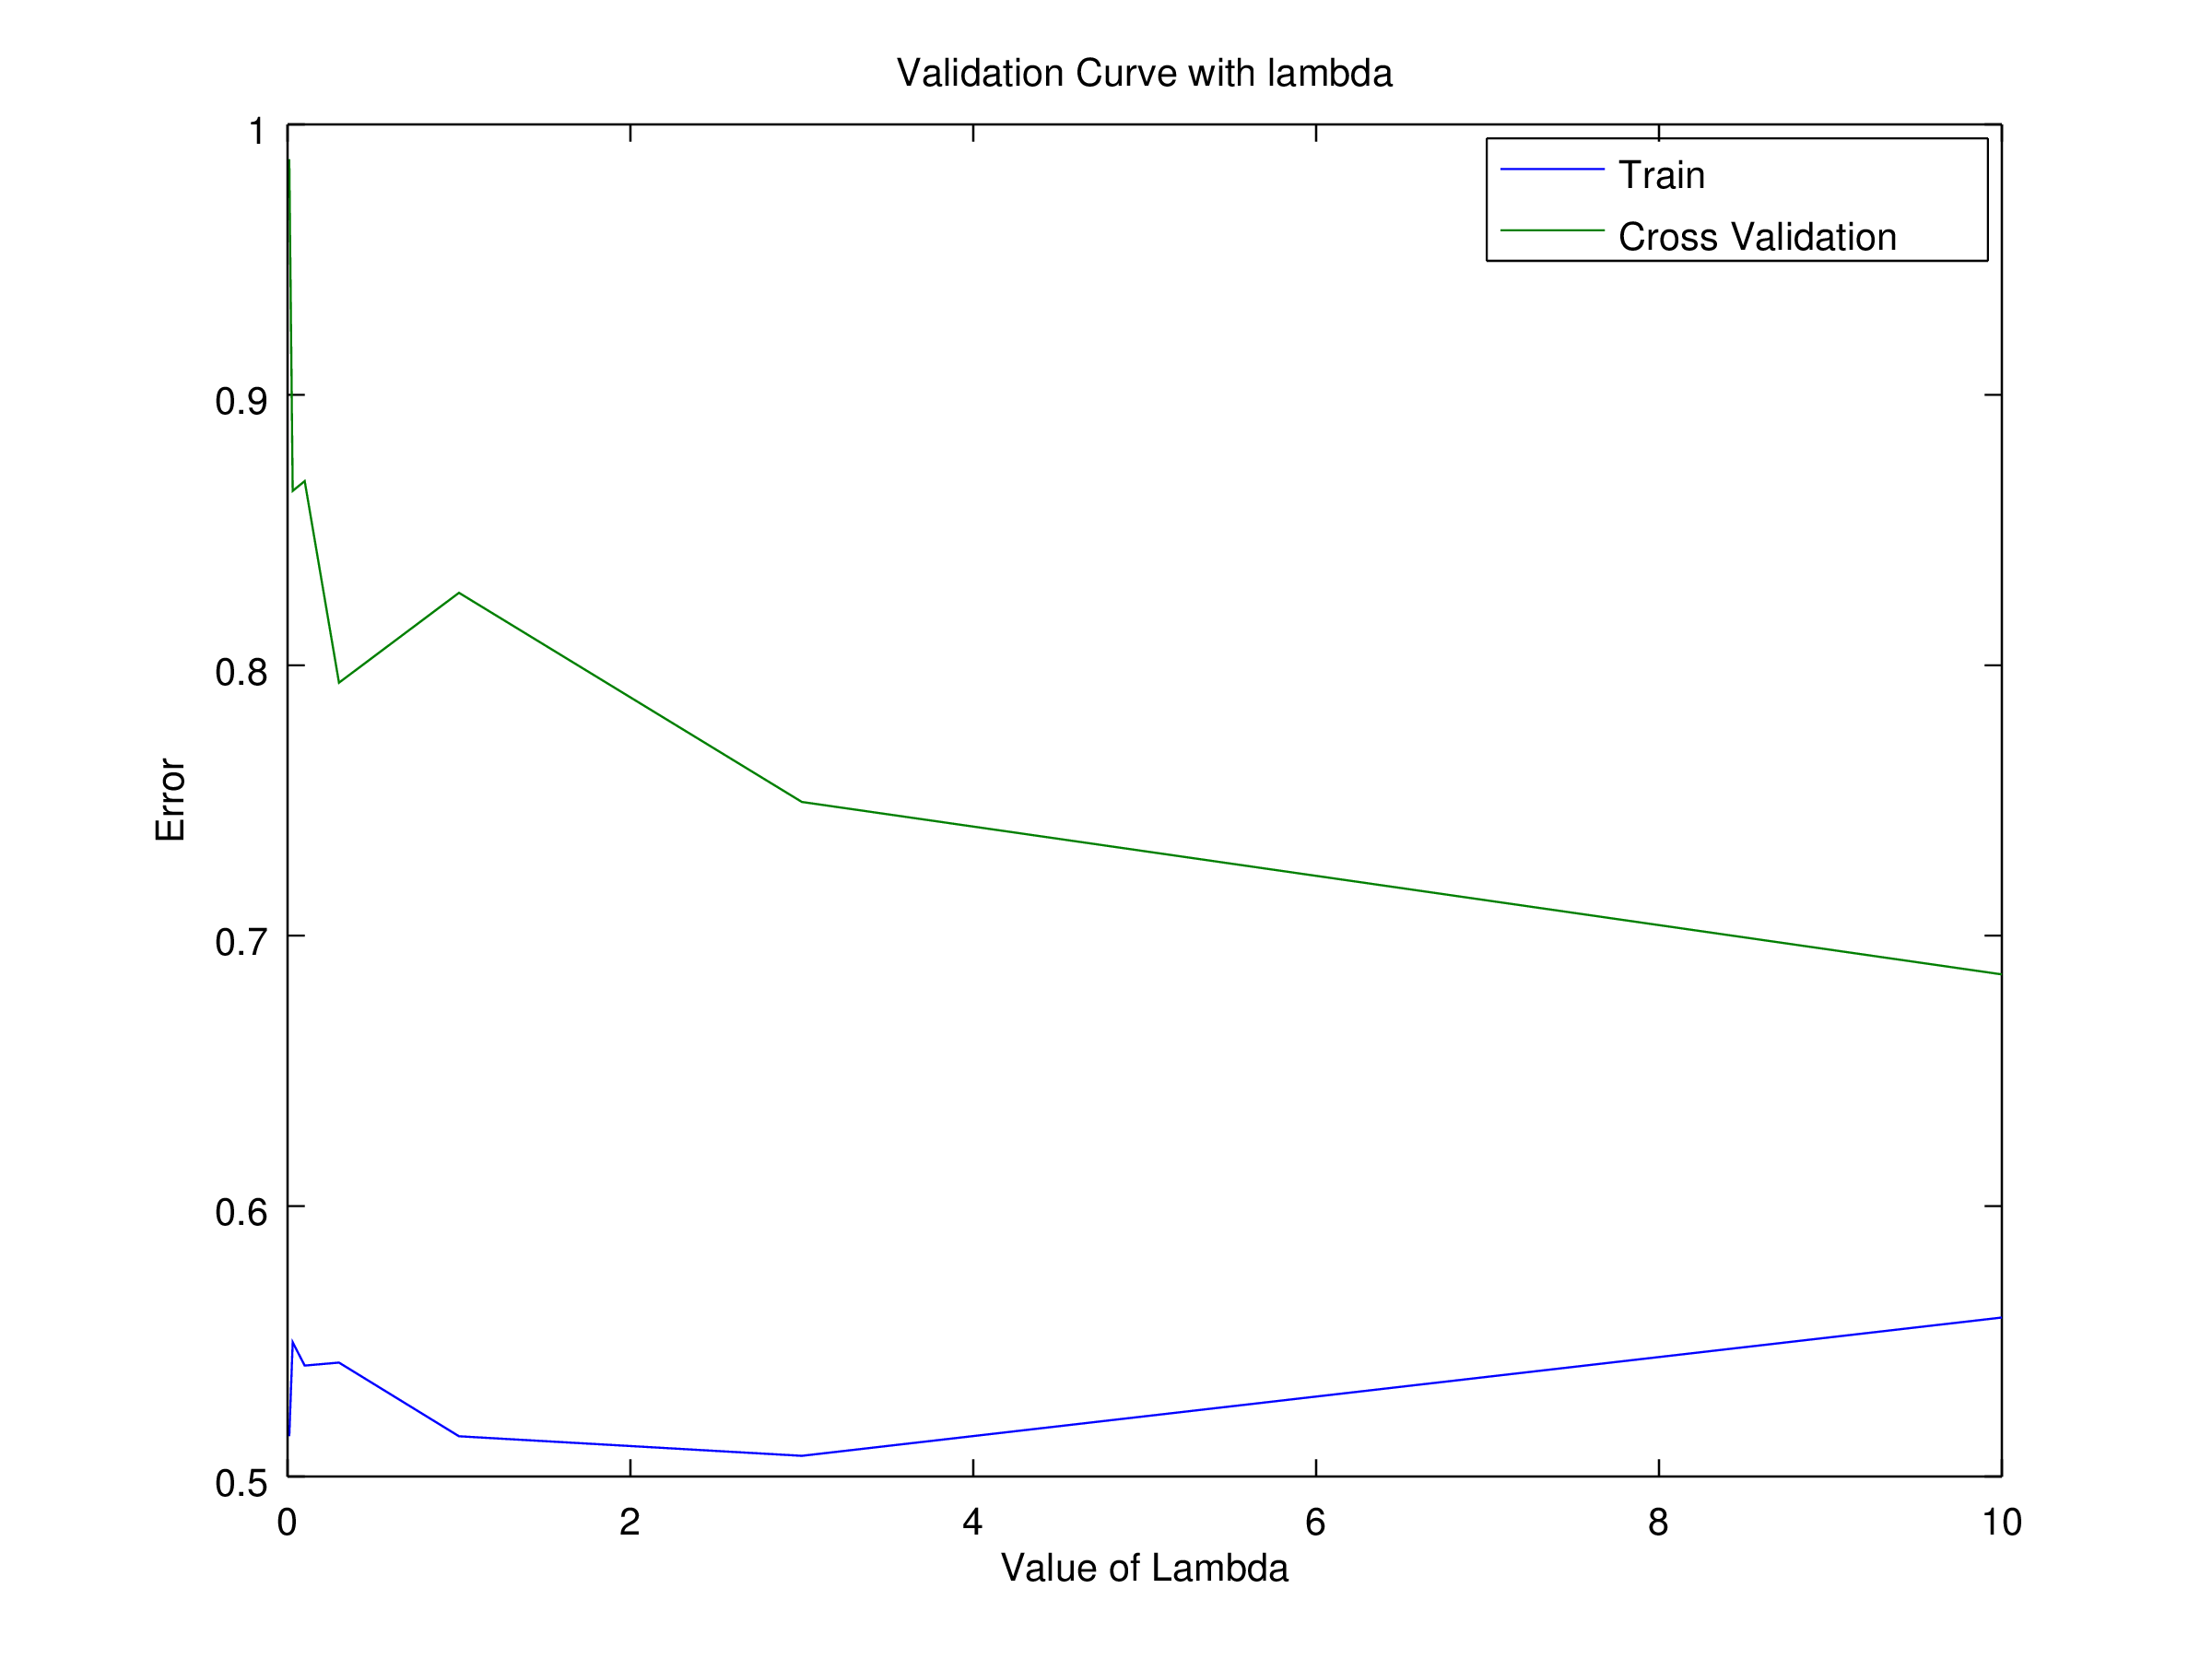 Validation Curve with lambda
1
Train
Cross Validation
0.9
0.8
Error
0.7
0.6
0.5
0 2 4 6 8 10
Value of Lambda